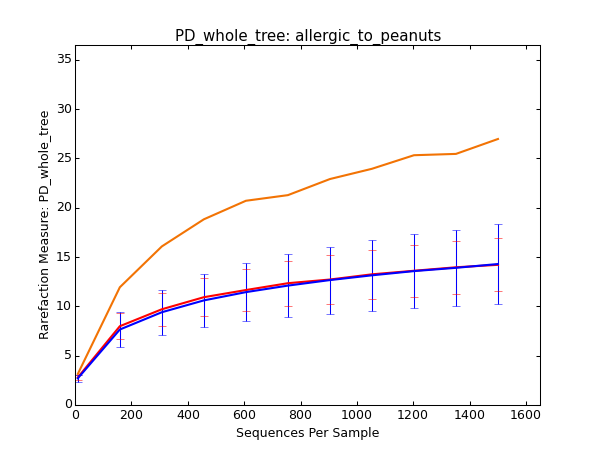 PD_whole_tree: allergic_to_peanuts
Rarefaction Measure: PD_whole_tree
35
30
25
20
15
10
5
0
0 200 400 600 800 1000 1200 1400 1600
Sequences Per Sample